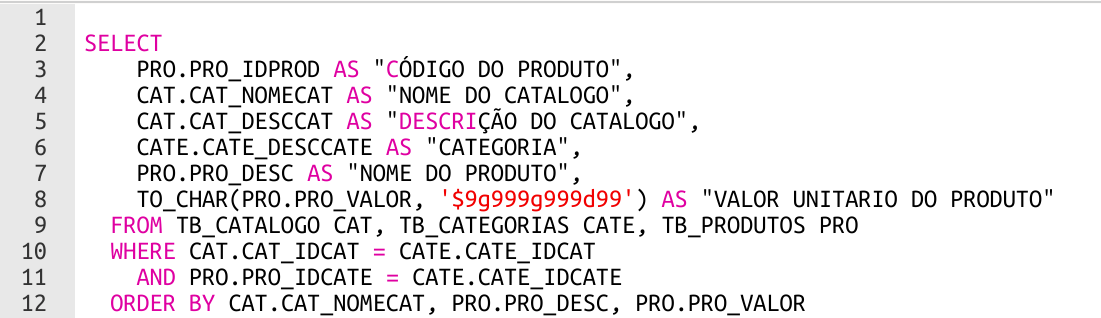 1
2 SELECT
3 PRO.PRO_IDPROD AS "CÓDIGO DO PRODUTO",
4 CAT.CAT_NOMECAT AS "NOME DO CATALOGO",
5 CAT.CAT_DESCCAT AS "DESCRIÇÃO DO CATALOGO",
6 CATE.CATE_DESCCATE AS "CATEGORIA",
7 PRO.PRO_DESC AS "NOME DO PRODUTO",
8 TO_CHAR(PRO.PRO_VALOR, '$9g999g999d99') AS "VALOR UNITARIO DO PRODUTO"
9 FROM TB_CATALOGO CAT, TB_CATEGORIAS CATE, TB_PRODUTOS PRO
10 WHERE CAT.CAT_IDCAT = CATE.CATE_IDCAT
11 AND PRO.PRO_IDCATE = CATE.CATE_IDCATE
12 ORDER BY CAT.CAT_NOMECAT, PRO.PRO_DESC, PRO.PRO_VALOR